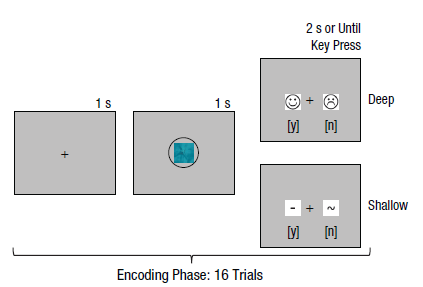 2 s or Until
Key Press
1 s
1 s
+
+
Deep
[y] [n]
- + ~
Shallow
[y] [n]
Encoding Phase: 16 Trials